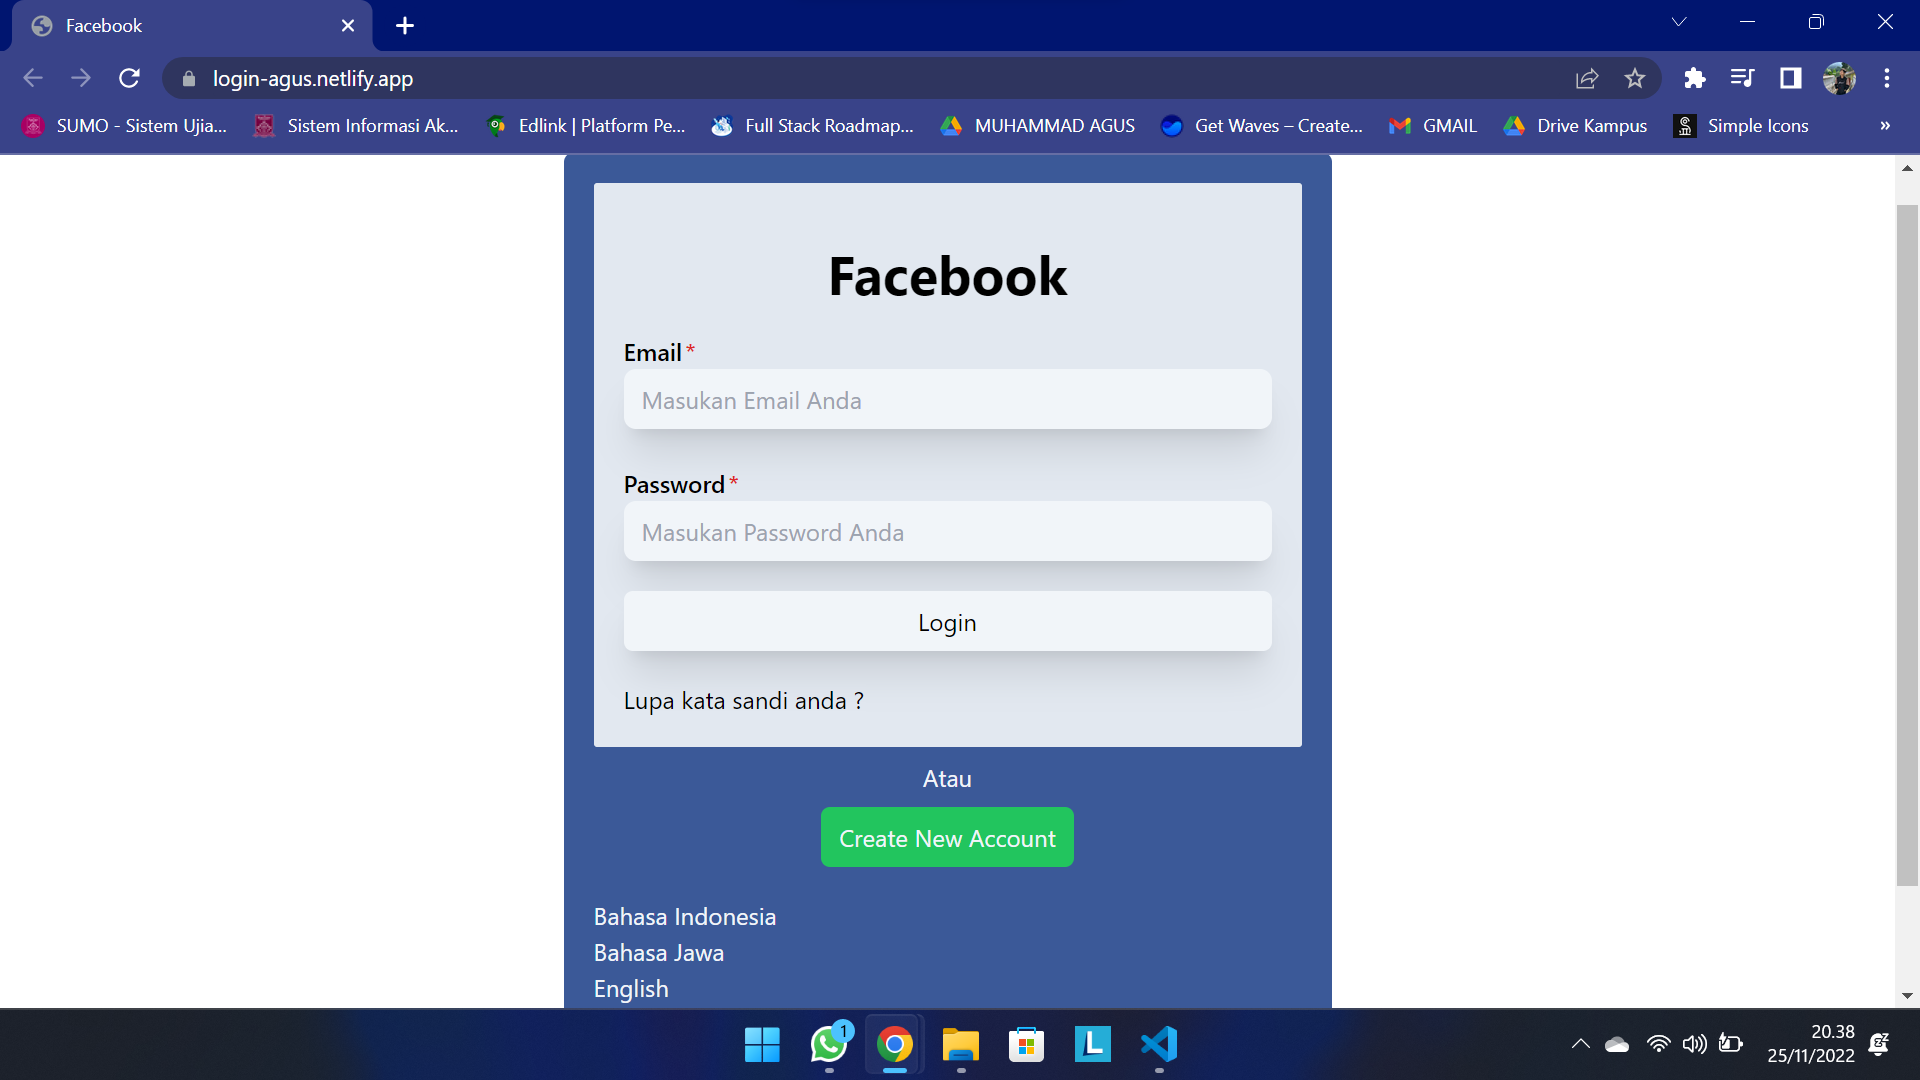 Facebook
login-agus.netlify.app
SUMO - Sistem Ujia... Sistem Informasi Ak... Edlink | Platform Pe... Full Stack Roadmap... MUHAMMAD AGUS Get Waves – Create... GMAIL Drive Kampus Simple Icons »
Facebook
Email *
Masukan Email Anda
Password *
Masukan Password Anda
Login
Lupa kata sandi anda ?
Atau
Create New Account
Bahasa Indonesia
Bahasa Jawa
English
1
L
20.38
25/11/2022